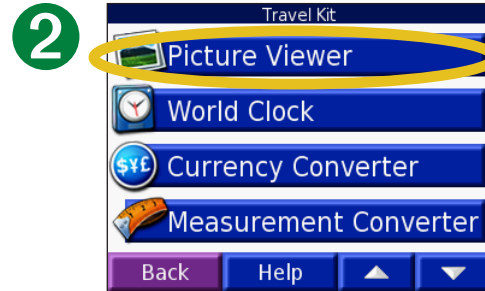 2
Travel Kit
Picture Viewer
World Clock
$¥£
Currency Converter
Measurement Converter
Back Help